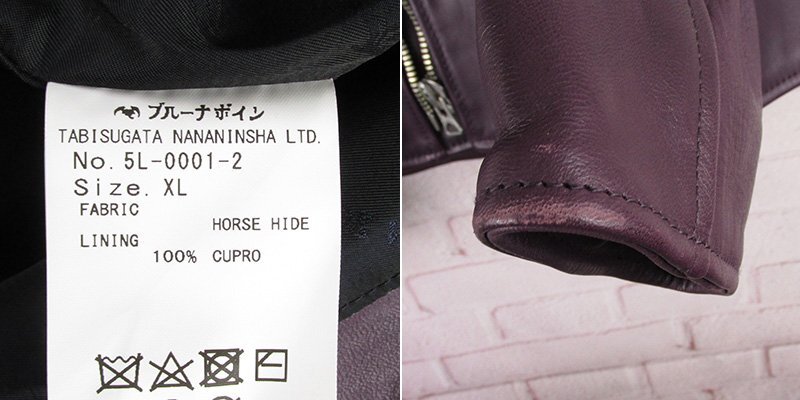 ブルーナボイン
TABISUGATA NANANINSHA LTD.
No. 5L-0001-2
Size. XL
FABRIC
HORSE HIDE
LINING
100% CUPRO